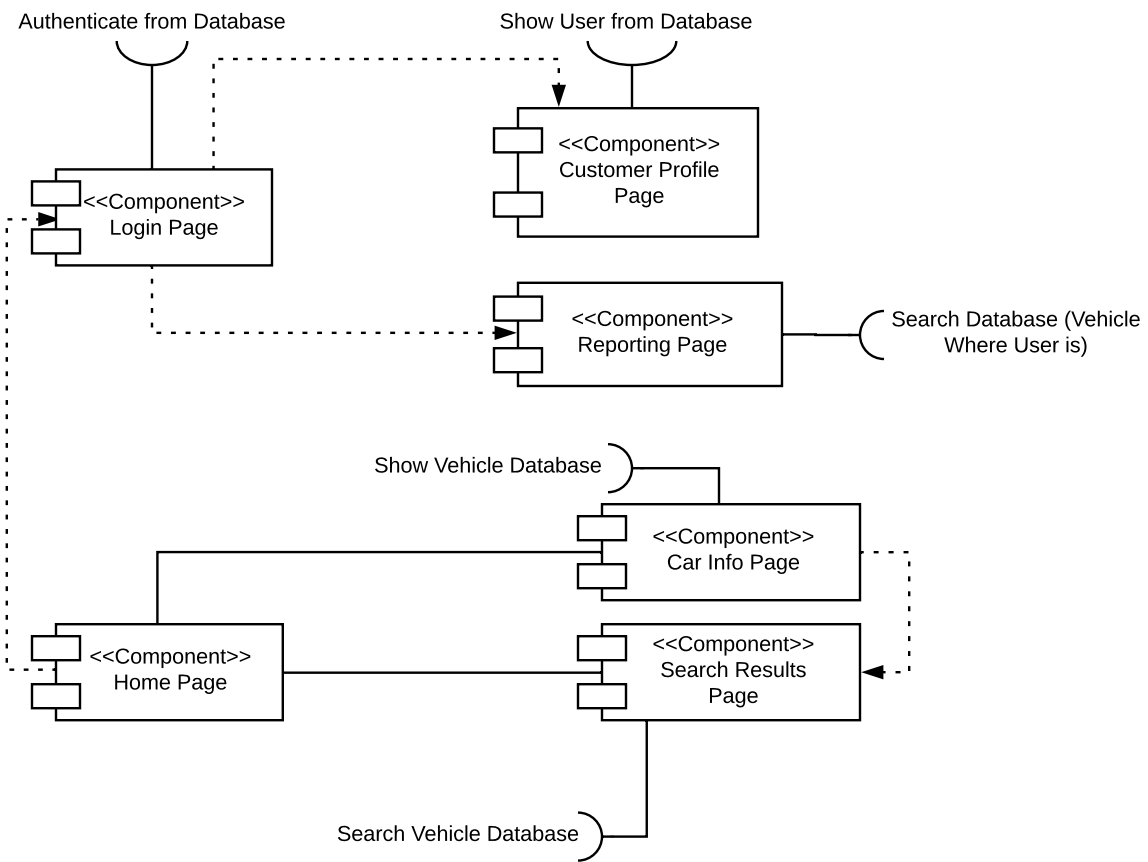 Authenticate from Database
Show User from Database
<<Component>>
Customer Profile
Page
<<Component>>
Login Page
<<Component>>
Reporting Page
Search Database (Vehicle
Where User is)
Show Vehicle Database
<<Component>>
Car Info Page
<<Component>>
Home Page
<<Component>>
Search Results
Page
Search Vehicle Database